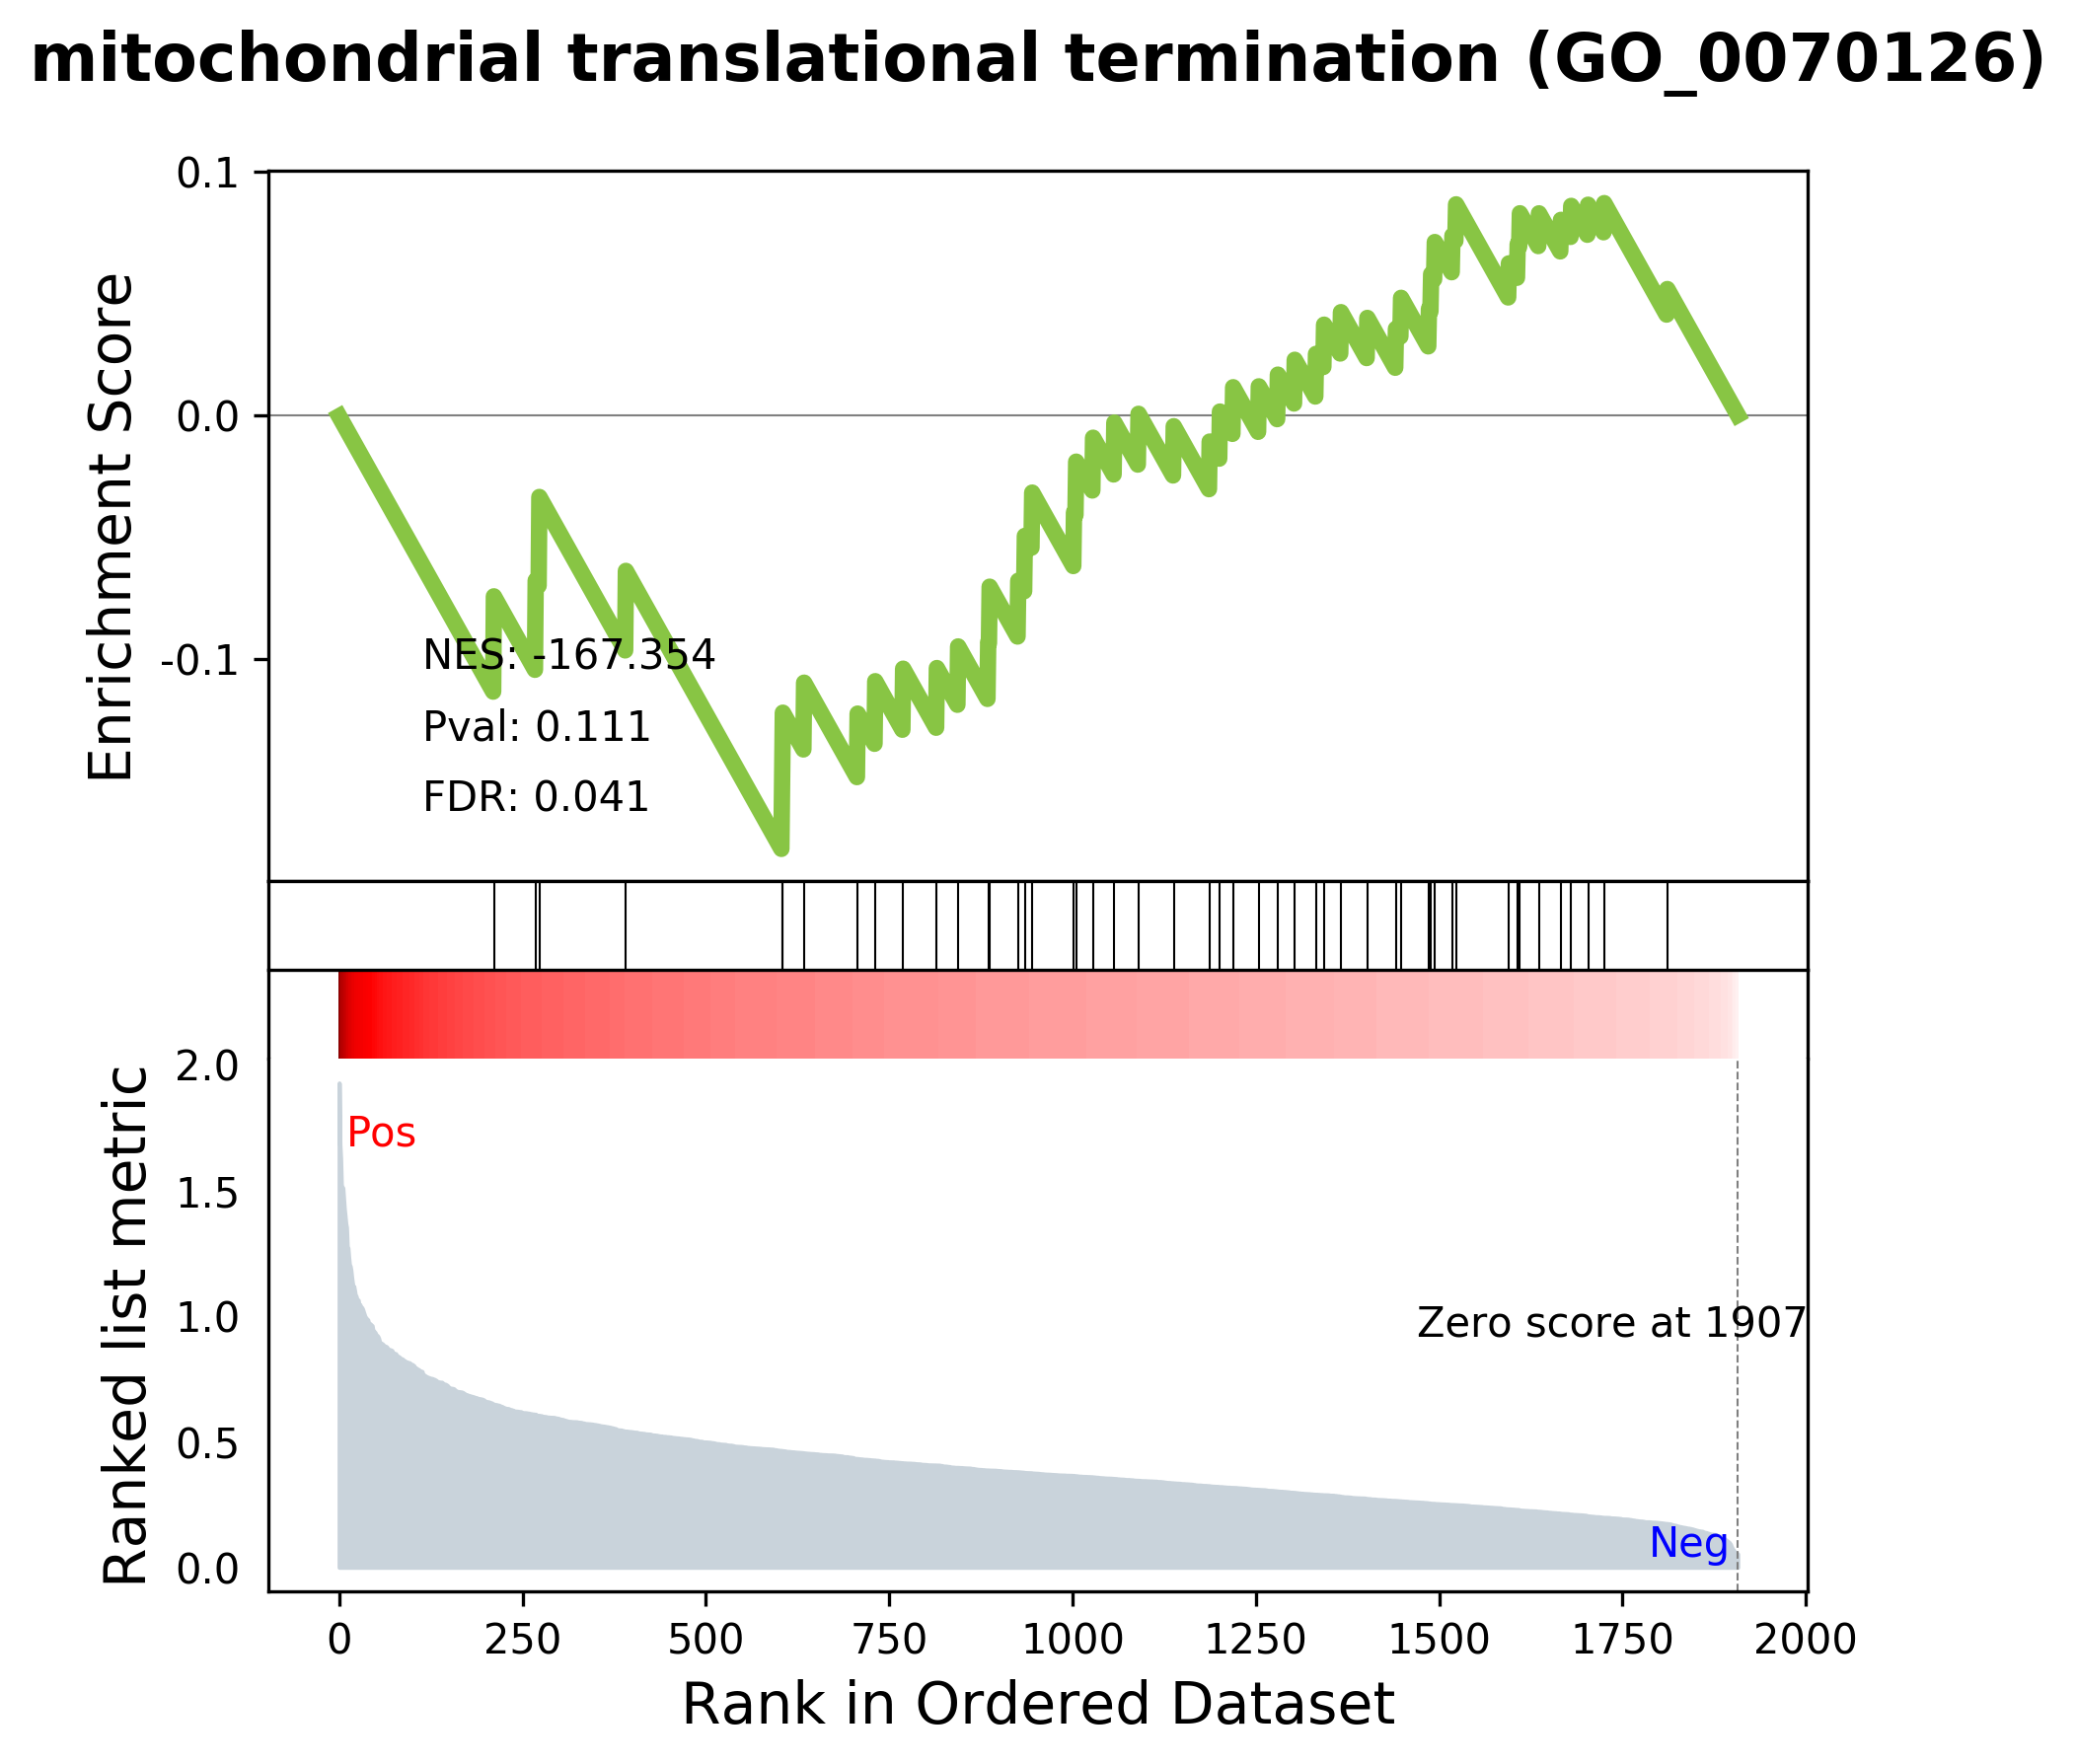 mitochondrial translational termination (GO_0070126)
Enrichment Score
0.1
0.0
-0.1
NES: -167.354
Pval: 0.111
FDR: 0.041
Ranked list metric
2.0
1.5
1.0
0.5
0.0
Pos
Zero score at 1907
Neg
0 250 500 750 1000 1250 1500 1750 2000
Rank in Ordered Dataset